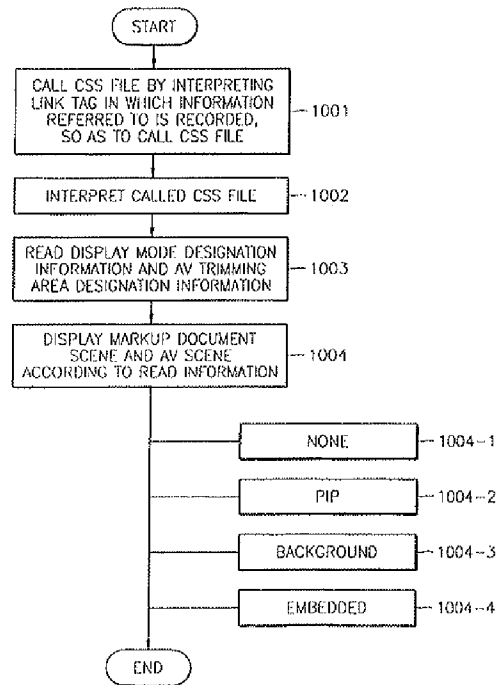 START
CALL CSS FILE BY INTERPRETING
LINK TAG IN WHICH INFORMATION
REFERRED TO IS RECORDED,
SO AS TO CALL CSS FILE
1001
INTERPRET CALLED CSS FILE
1002
READ DISPLAY MODE DESIGNATION
INFORMATION AND AV TRIMMING
AREA DESIGNATION INFORMATION
1003
DISPLAY MARKUP DOCUMENT
SCENE AND AV SCENE
ACCORDING TO READ INFORMATION
1004
NONE
1004-1
PIP
1004-2
BACKGROUND
1004-3
EMBEDDED
1004-4
END